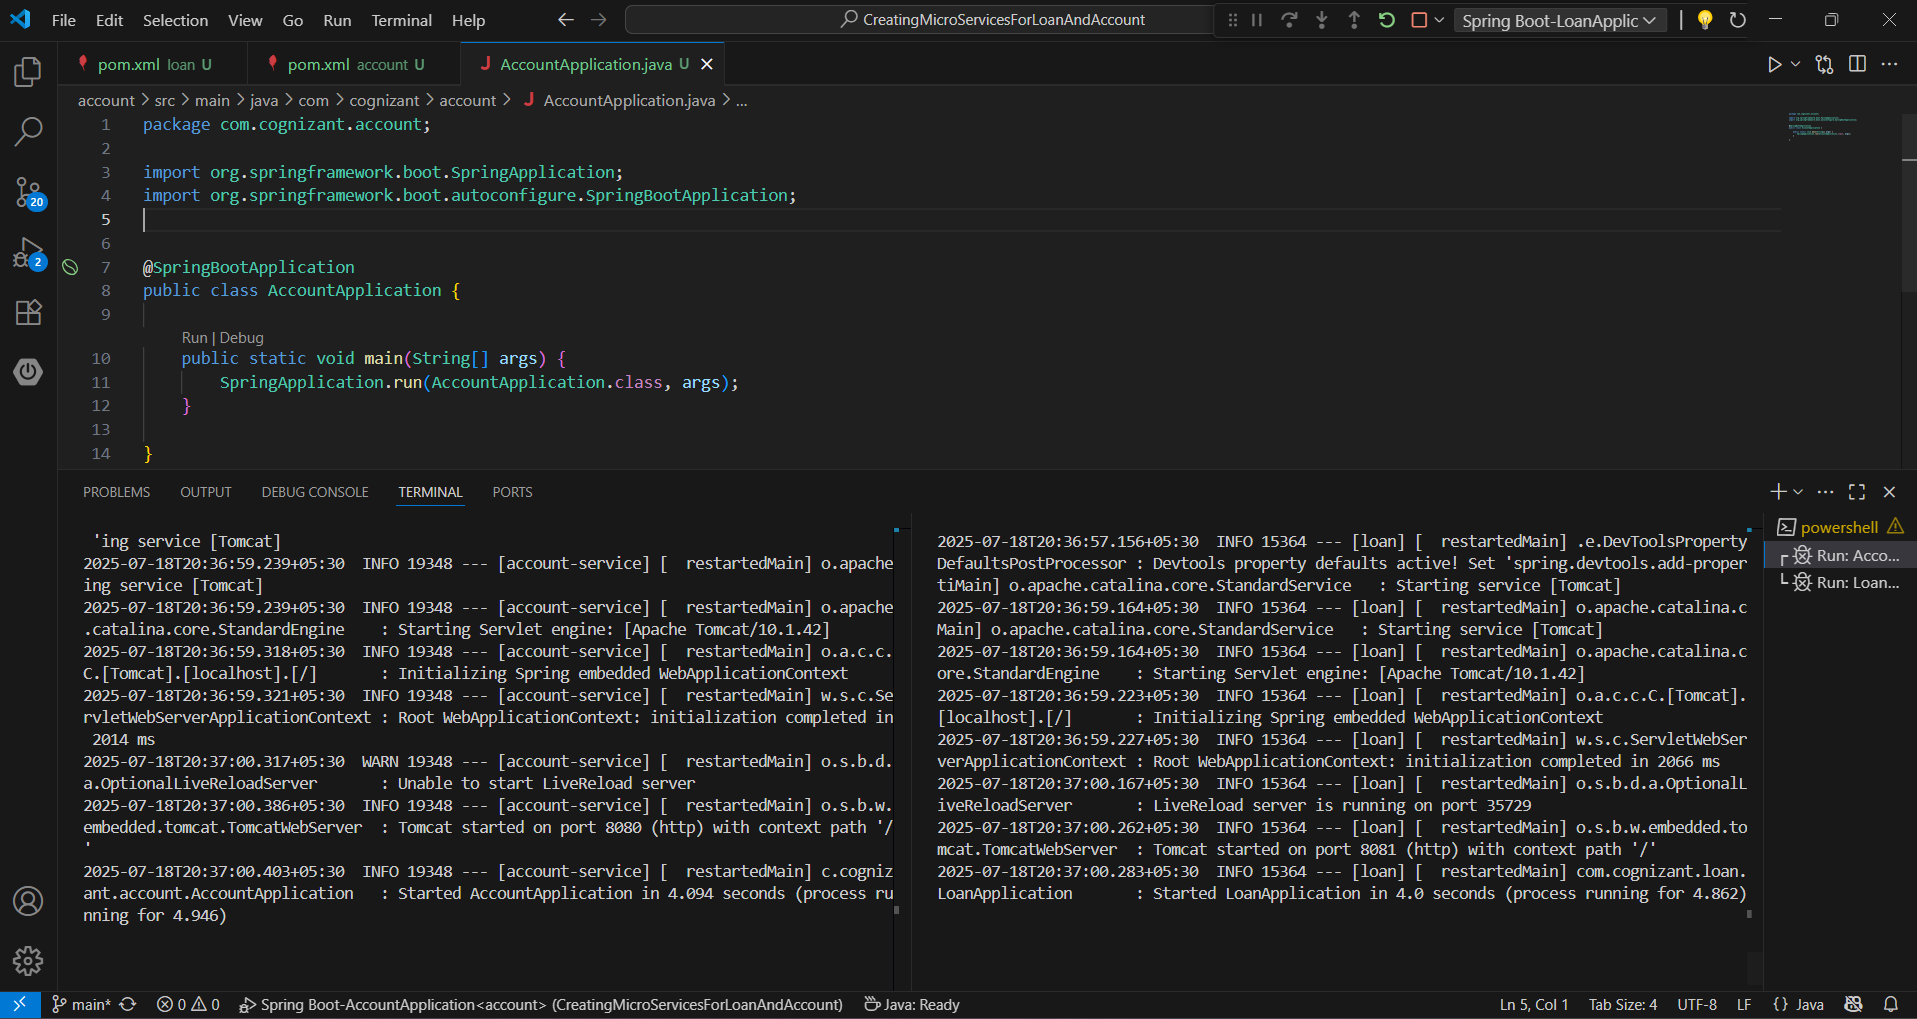 File Edit Selection View Go Run Terminal Help
CreatingMicroServicesForLoanAndAccount
Spring Boot-LoanApplic
pom.xml loan U
pom.xml account U
AccountApplication.java U
account > src > main > java > com > cognizant > account > AccountApplication.java > ...
1 package com.cognizant.account;
2
3 import org.springframework.boot.SpringApplication;
4 import org.springframework.boot.autoconfigure.SpringBootApplication;
5
6
7 @SpringBootApplication
8 public class AccountApplication {
9
Run | Debug
10 public static void main(String[] args) {
11 SpringApplication.run(AccountApplication.class, args);
12 }
13
14 }
20
2
PROBLEMS OUTPUT DEBUG CONSOLE TERMINAL PORTS
'ing service [Tomcat]
2025-07-18T20:36:59.239+05:30  INFO 19348 --- [account-service] [  restartedMain] o.apache
ing service [Tomcat]
2025-07-18T20:36:59.239+05:30  INFO 19348 --- [account-service] [  restartedMain] o.apache
.catalina.core.StandardEngine    : Starting Servlet engine: [Apache Tomcat/10.1.42]
2025-07-18T20:36:59.318+05:30  INFO 19348 --- [account-service] [  restartedMain] o.a.c.c.
C.[Tomcat].[localhost].[/]       : Initializing Spring embedded WebApplicationContext
2025-07-18T20:36:59.321+05:30  INFO 19348 --- [account-service] [  restartedMain] w.s.c.Se
rvletWebServerApplicationContext : Root WebApplicationContext: initialization completed in
2014 ms
2025-07-18T20:37:00.317+05:30  WARN 19348 --- [account-service] [  restartedMain] o.s.b.d.
a.OptionalLiveReloadServer       : Unable to start LiveReload server
2025-07-18T20:37:00.386+05:30  INFO 19348 --- [account-service] [  restartedMain] o.s.b.w.
embedded.tomcat.TomcatWebServer  : Tomcat started on port 8080 (http) with context path '/
'
2025-07-18T20:37:00.403+05:30  INFO 19348 --- [account-service] [  restartedMain] c.cogniz
ant.account.AccountApplication   : Started AccountApplication in 4.094 seconds (process ru
nning for 4.946)
2025-07-18T20:36:57.156+05:30  INFO 15364 --- [loan] [  restartedMain] .e.DevToolsProperty
DefaultsPostProcessor : Devtools property defaults active! Set 'spring.devtools.add-proper
tiMain] o.apache.catalina.core.StandardService   : Starting service [Tomcat]
2025-07-18T20:36:59.164+05:30  INFO 15364 --- [loan] [  restartedMain] o.apache.catalina.c
Main] o.apache.catalina.core.StandardService   : Starting service [Tomcat]
2025-07-18T20:36:59.164+05:30  INFO 15364 --- [loan] [  restartedMain] o.apache.catalina.c
ore.StandardEngine    : Starting Servlet engine: [Apache Tomcat/10.1.42]
2025-07-18T20:36:59.223+05:30  INFO 15364 --- [loan] [  restartedMain] o.a.c.c.C.[Tomcat].
[localhost].[/]       : Initializing Spring embedded WebApplicationContext
2025-07-18T20:36:59.227+05:30  INFO 15364 --- [loan] [  restartedMain] w.s.c.ServletWebSer
verApplicationContext : Root WebApplicationContext: initialization completed in 2066 ms
2025-07-18T20:37:00.167+05:30  INFO 15364 --- [loan] [  restartedMain] o.s.b.d.a.OptionalL
iveReloadServer       : LiveReload server is running on port 35729
2025-07-18T20:37:00.262+05:30  INFO 15364 --- [loan] [  restartedMain] o.s.b.w.embedded.to
mcat.TomcatWebServer  : Tomcat started on port 8081 (http) with context path '/'
2025-07-18T20:37:00.283+05:30  INFO 15364 --- [loan] [  restartedMain] com.cognizant.loan.
LoanApplication       : Started LoanApplication in 4.0 seconds (process running for 4.862)
powershell
Run: Acco...
Run: Loan...
main* 0 0 Spring Boot-AccountApplication<account> (CreatingMicroServicesForLoanAndAccount) Java: Ready Ln 5, Col 1 Tab Size: 4 UTF-8 LF {} Java